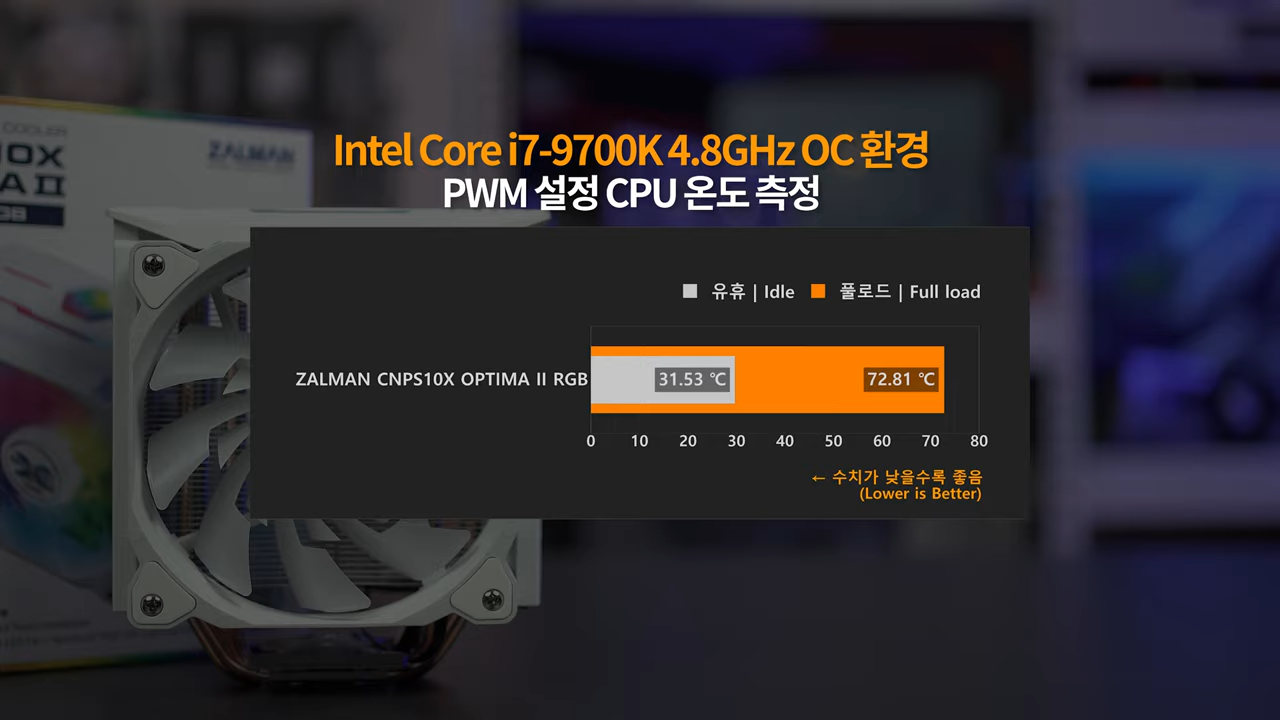 COOLER
ZALMAN
Intel Core i7-9700K 4.8GHz OC 환경
PWM 설정 CPU 온도 측정
유휴 | Idle
풀로드 | Full load
ZALMAN CNPS10X OPTIMA II RGB
31.53 ℃
72.81 ℃
0 10 20 30 40 50 60 70 80
← 수치가 낮을수록 좋음
(Lower is Better)